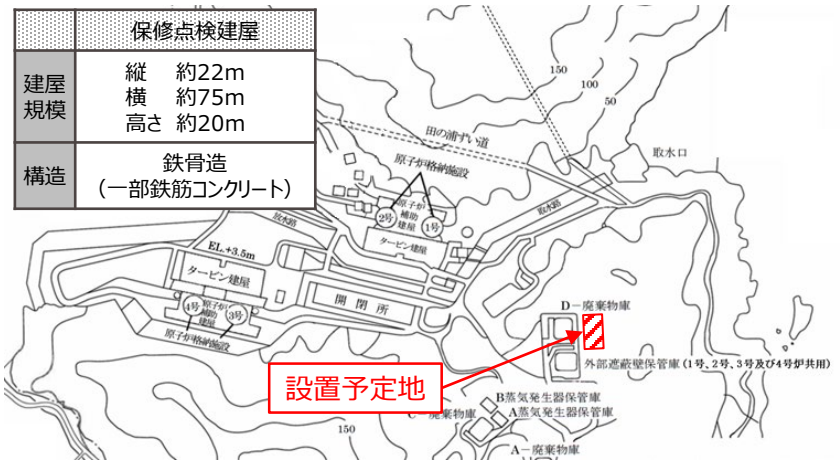 保修点検建屋
建屋
規模
縦 約22m
横 約75m
高さ 約20m
構造
鉄骨造
（一部鉄筋コンクリート）
150
100
50
田の浦ずい道
取水口
原子炉格納施設
原子炉
補助
建屋
2号
1号
取水路
放水路
タービン建屋
EL.+3.5m
タービン建屋
開閉所
4号
原子炉
補助
建屋
3号
原子炉格納施設
D－廃棄物庫
外部遮蔽壁保管庫(1号、2号、3号及び4号炉共用)
設置予定地
B蒸気発生器保管庫
C－廃棄物庫
A蒸気発生器保管庫
150
A－廃棄物庫